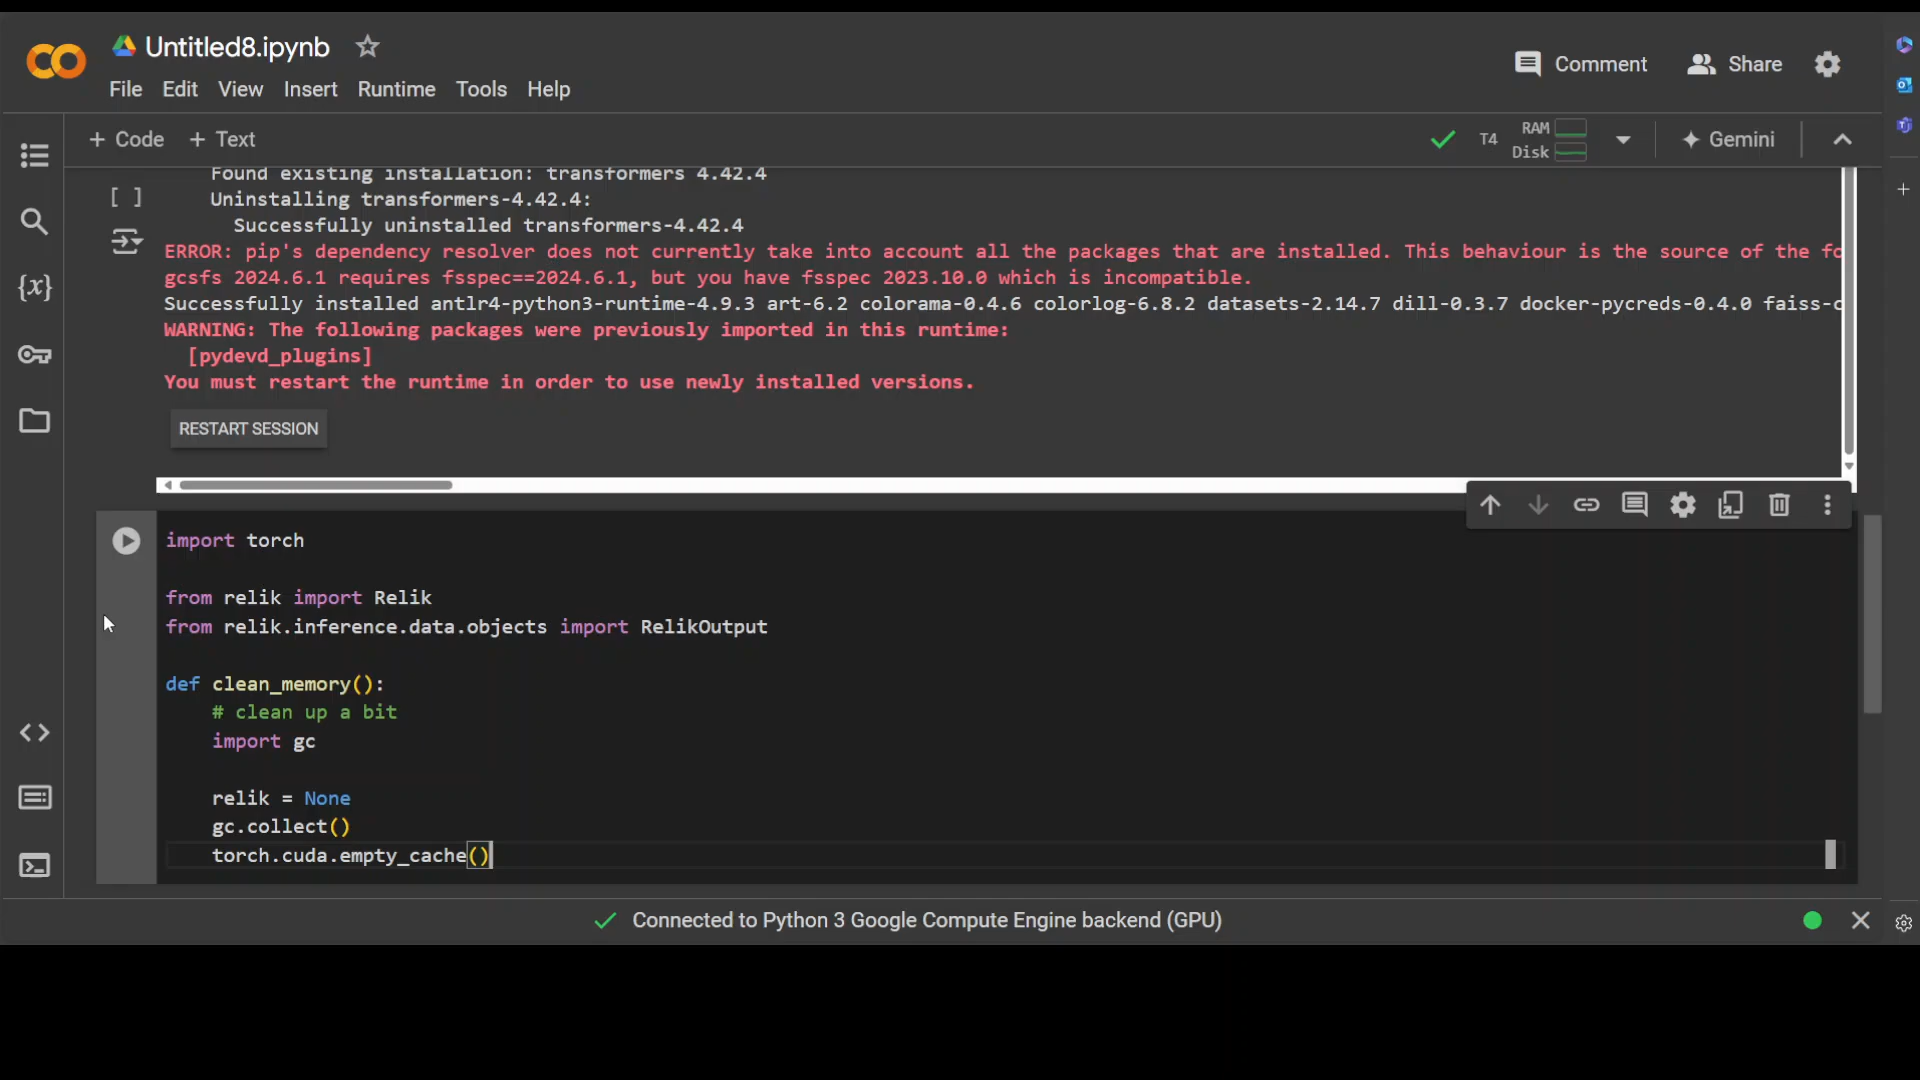 Untitled8.ipynb
Comment
Share
File Edit View Insert Runtime Tools Help
+ Code + Text
T4
RAM
Disk
Gemini
Found existing installation: transformers 4.42.4
[ ]
Uninstalling transformers-4.42.4:
Successfully uninstalled transformers-4.42.4
ERROR: pip's dependency resolver does not currently take into account all the packages that are installed. This behaviour is the source of the fo
gcsfs 2024.6.1 requires fsspec==2024.6.1, but you have fsspec 2023.10.0 which is incompatible.
Successfully installed antlr4-python3-runtime-4.9.3 art-6.2 colorama-0.4.6 colorlog-6.8.2 datasets-2.14.7 dill-0.3.7 docker-pycreds-0.4.0 faiss-c
WARNING: The following packages were previously imported in this runtime:
[pydevd_plugins]
You must restart the runtime in order to use newly installed versions.
RESTART SESSION
import torch
from relik import Relik
from relik.inference.data.objects import RelikOutput
def clean_memory():
# clean up a bit
import gc
relik = None
gc.collect()
torch.cuda.empty_cache()
Connected to Python 3 Google Compute Engine backend (GPU)